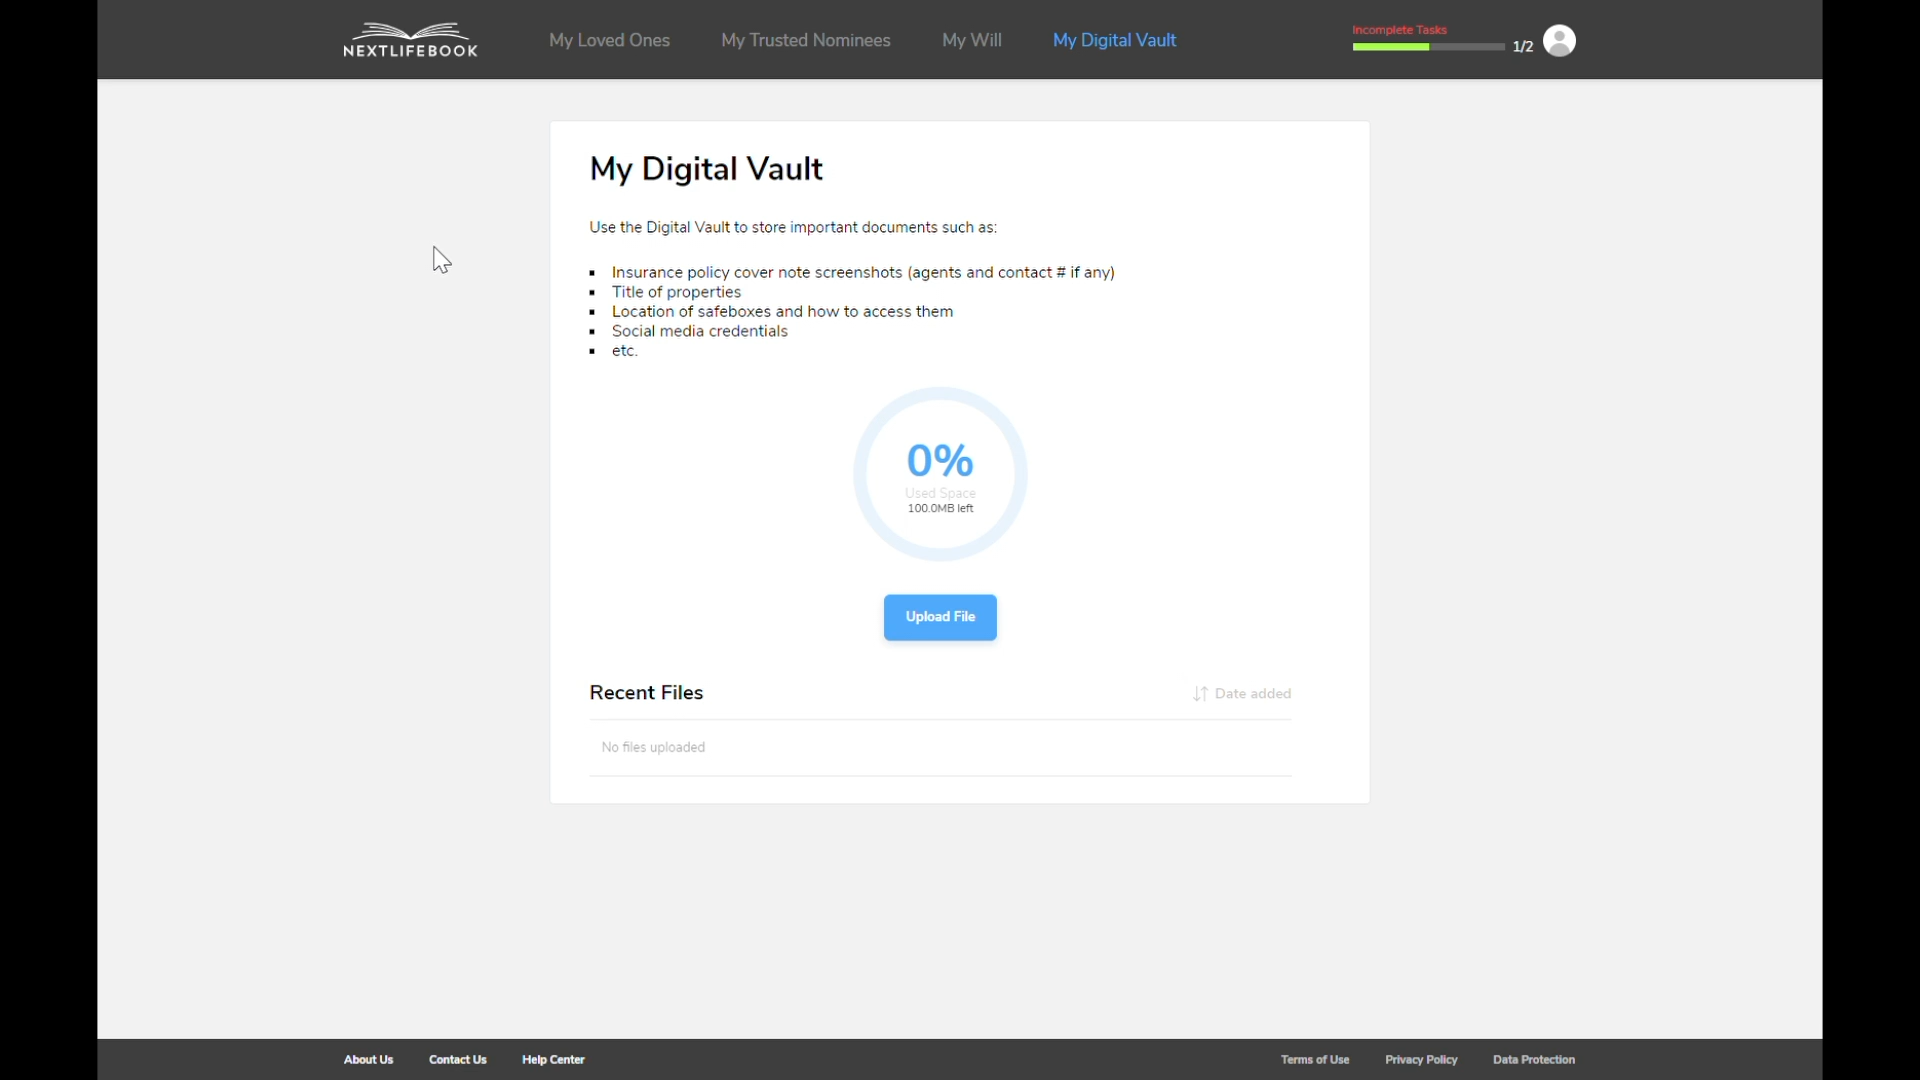 NEXTLIFEBOOK
My Loved Ones
My Trusted Nominees
My Will
My Digital Vault
Incomplete Tasks
1/2
My Digital Vault
Use the Digital Vault to store important documents such as:
Insurance policy cover note screenshots (agents and contact # if any)
Title of properties
Location of safeboxes and how to access them
Social media credentials
etc.
0%
Used Space
100.0MB left
Upload File
Recent Files
Date added
No files uploaded
About Us
Contact Us
Help Center
Terms of Use
Privacy Policy
Data Protection